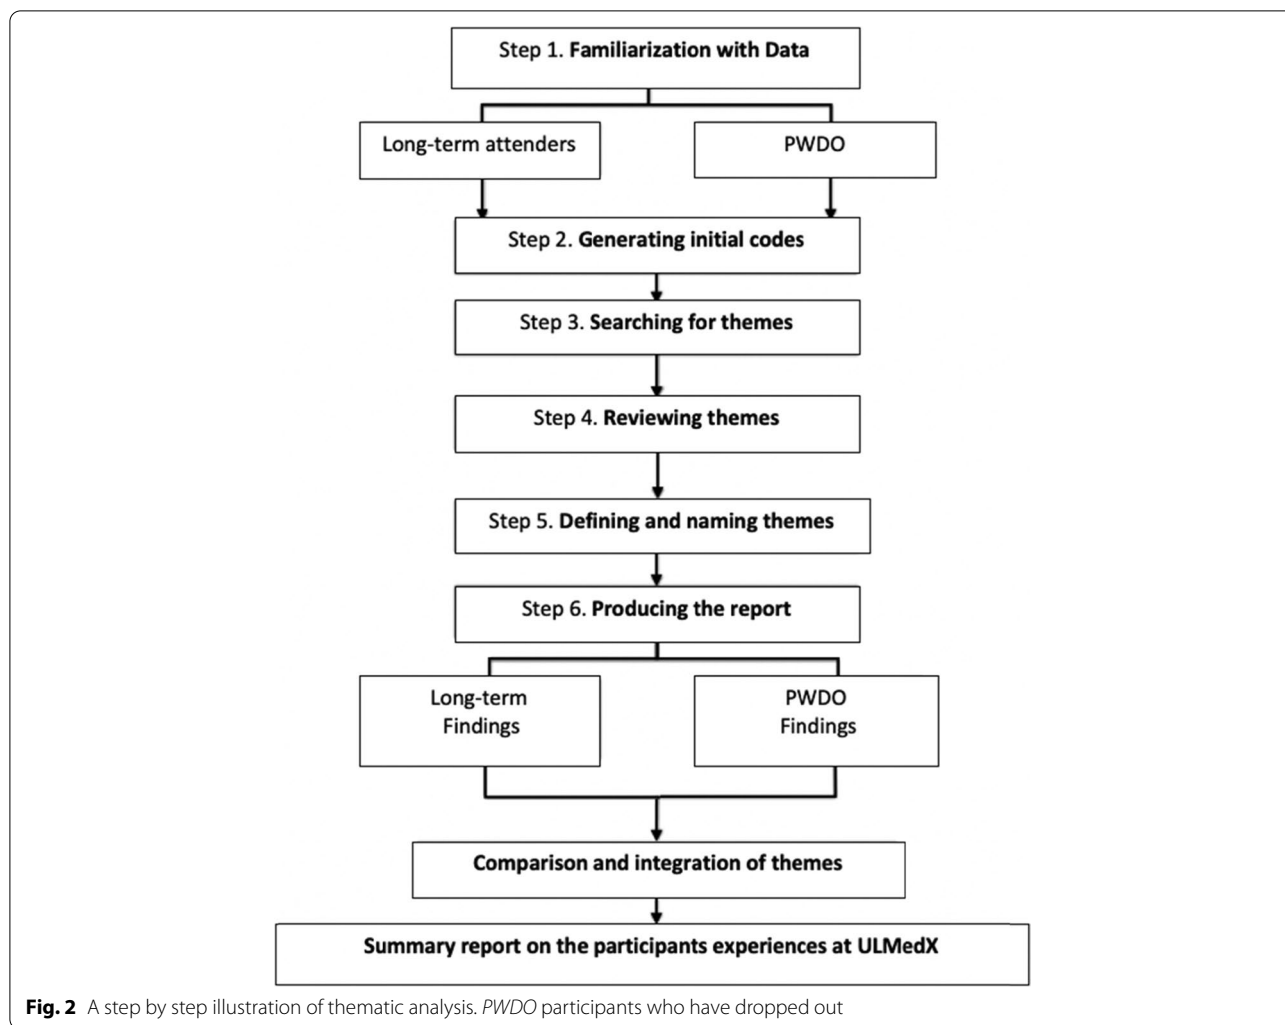 Step 1. Familiarization with Data
Long-term attenders
PWDO
Step 2. Generating initial codes
Step 3. Searching for themes
Step 4. Reviewing themes
Step 5. Defining and naming themes
Step 6. Producing the report
Long-term
Findings
PWDO
Findings
Comparison and integration of themes
Summary report on the participants experiences at ULMedX
Fig. 2 A step by step illustration of thematic analysis. PWDO participants who have dropped out